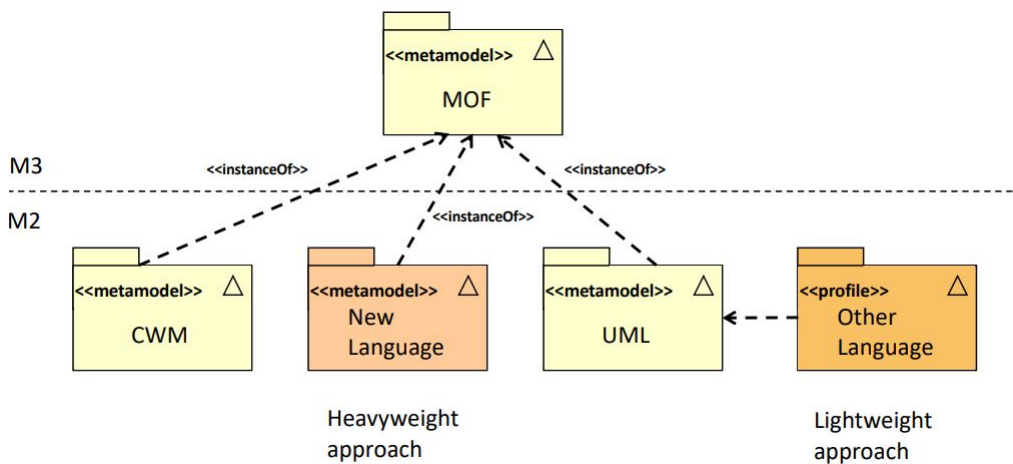 <<metamodel>>
MOF
M3
<<instanceOf>>
<<instanceOf>>
M2
<<instanceOf>>
<<metamodel>>
CWM
<<metamodel>>
New
Language
<<metamodel>>
UML
<<profile>>
Other
Language
Heavyweight
approach
Lightweight
approach